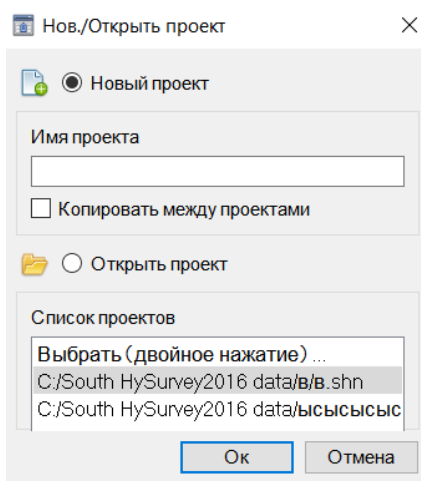 Нов./Открыть проект
Новый проект
Имя проекта
Копировать между проектами
Открыть проект
Список проектов
Выбрать (двойное нажатие) ...
C:/South HySurvey2016 data/в/в.shn
C:/South HySurvey2016 data/ысысысыс
Ок
Отмена